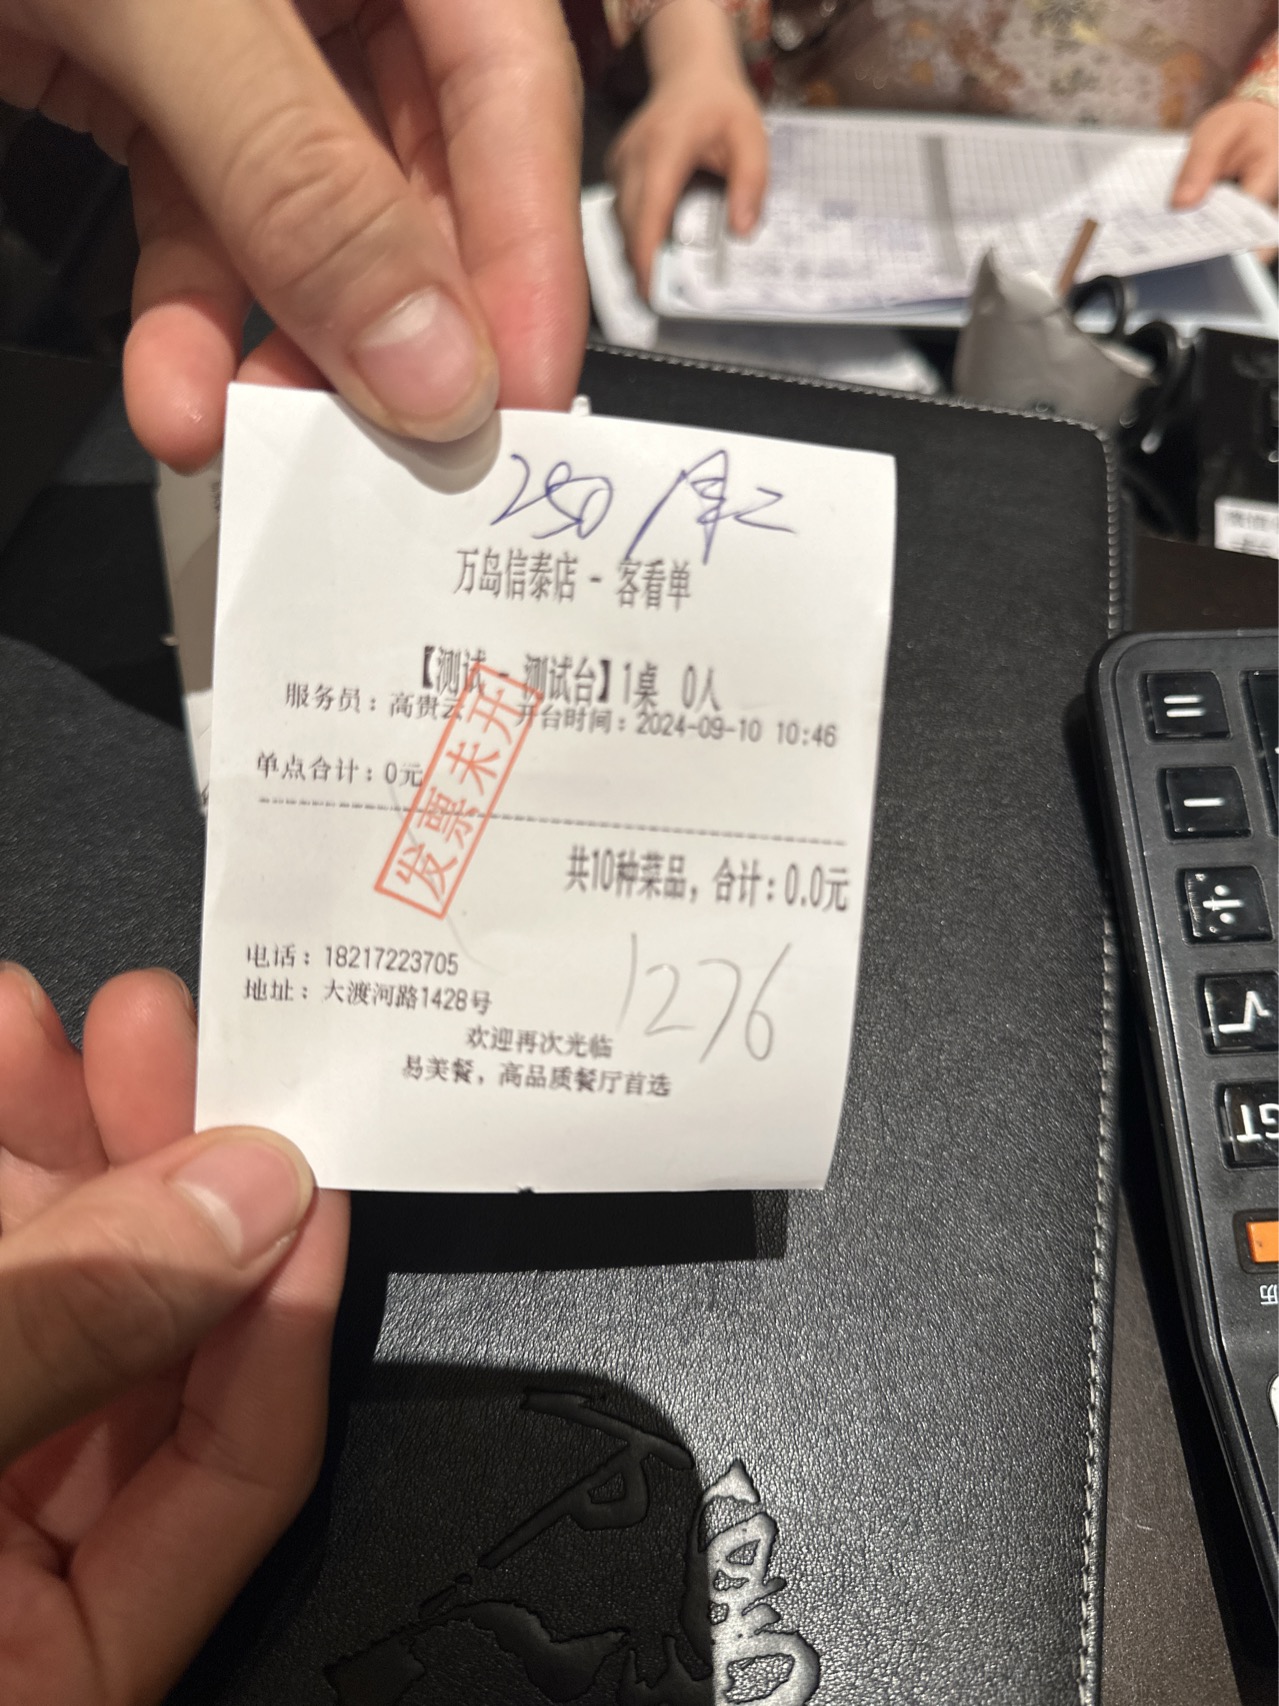 250
万岛信泰店 - 客看单
【测试 - 测试台】1桌 0人
服务员：高贵云 开台时间：2024-09-10 10:46
单点合计：0元
发票未开
共10种菜品，合计：0.0元
1276
电话：18217223705
地址：大渡河路1428号
欢迎再次光临
易美餐，高品质餐厅首选
=
-
÷
√
GT